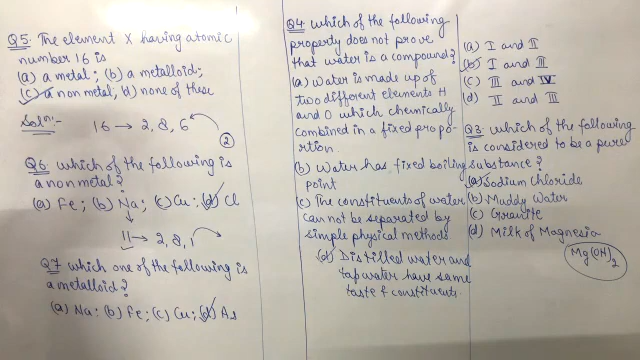 Q5. The element X having atomic
number 16 is
(a) a metal; (b) a metalloid;
(c) a non metal; (d) none of these
Soln:-
16 → 2, 8, 6
2
Q6 which of the following is
a non metal?
(a) Fe; (b) Na; (c) Cu; (d) Cl
11 → 2, 8, 1
Q7 which one of the following is
a metalloid?
(a) Na; (b) Fe; (c) Cu; (d) As
Q4. which of the following
property does not prove
that water is a compound?
(a) Water is made up of
two different elements H
and O which chemically
combined in a fixed propo-
rtion.
(b) Water has fixed boiling
point
(c) The constituents of water
can not be separated by
simple physical methods
(d) Distilled water and
tap water have same
taste & constituents.
(a) I and II
(b) I and III
(c) III and IV
(d) II and III
Q3. which of the following
is considered to be a pure
substance?
(a) Sodium Chloride
(b) Muddy Water
(c) Granite
(d) Milk of Magnesia
Mg(OH)2